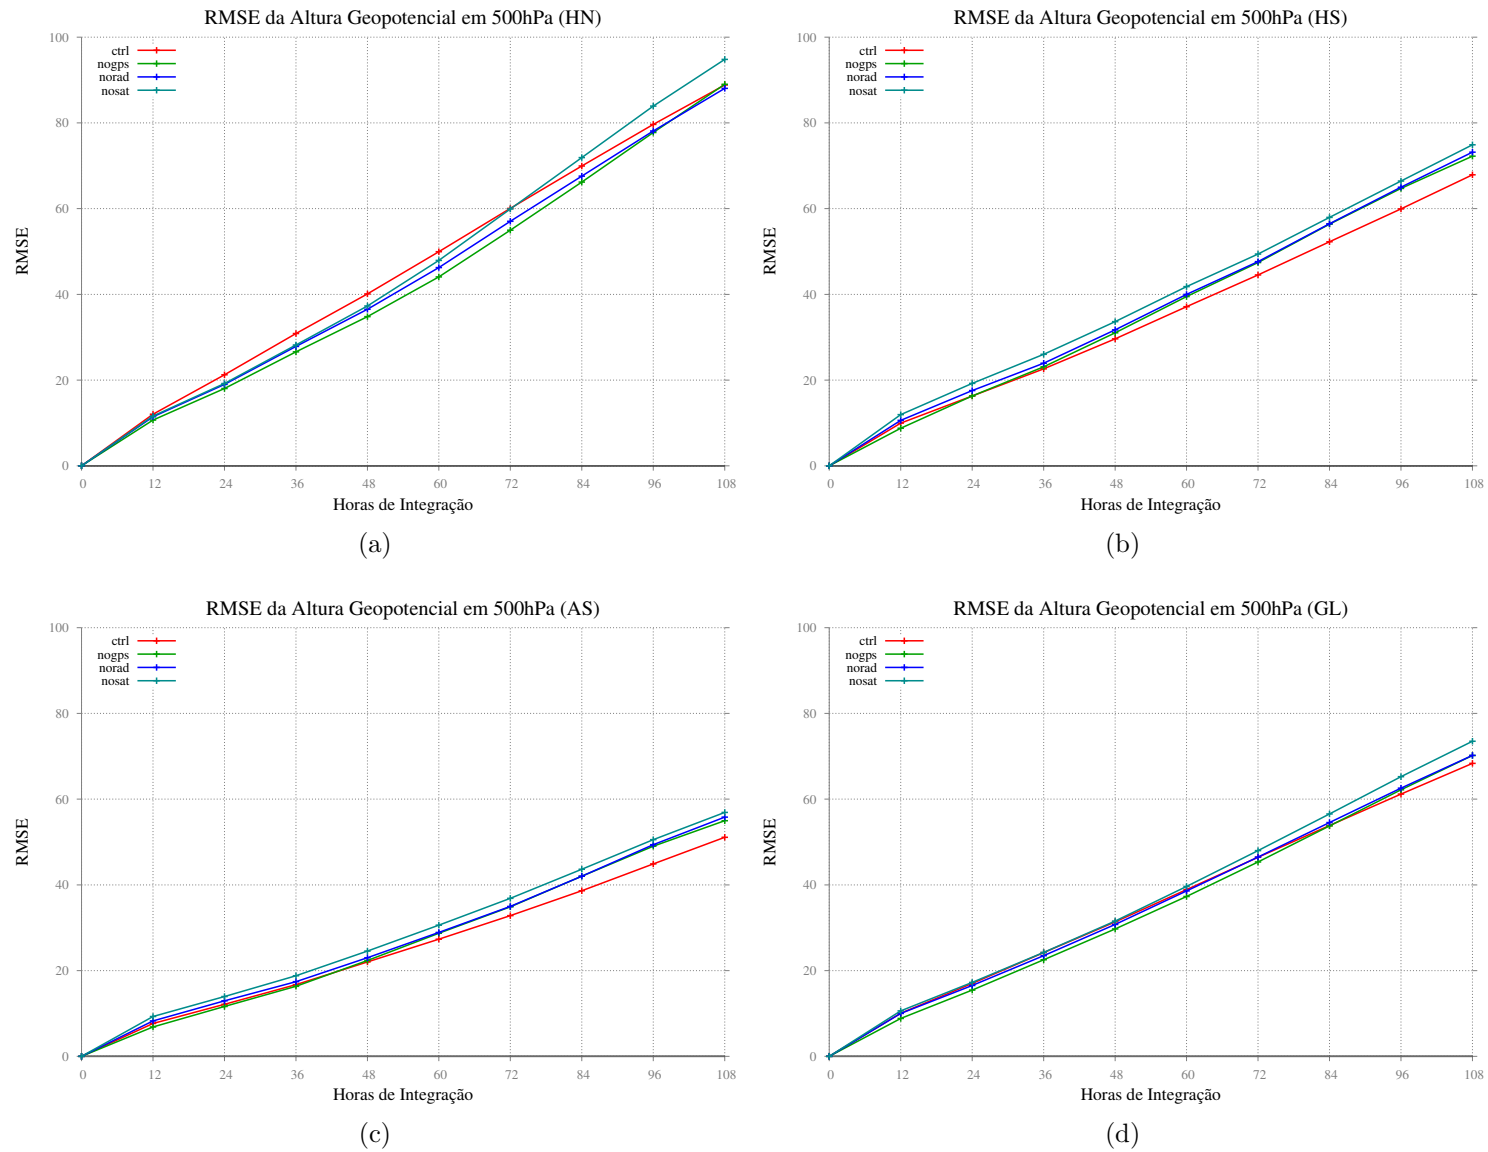 RMSE da Altura Geopotencial em 500hPa (HN)
100
80
60
40
20
0
RMSE
ctrl
nogps
norad
nosat
0 12 24 36 48 60 72 84 96 108
Horas de Integração
(a)
RMSE da Altura Geopotencial em 500hPa (HS)
100
80
60
40
20
0
RMSE
ctrl
nogps
norad
nosat
0 12 24 36 48 60 72 84 96 108
Horas de Integração
(b)
RMSE da Altura Geopotencial em 500hPa (AS)
100
80
60
40
20
0
RMSE
ctrl
nogps
norad
nosat
0 12 24 36 48 60 72 84 96 108
Horas de Integração
(c)
RMSE da Altura Geopotencial em 500hPa (GL)
100
80
60
40
20
0
RMSE
ctrl
nogps
norad
nosat
0 12 24 36 48 60 72 84 96 108
Horas de Integração
(d)